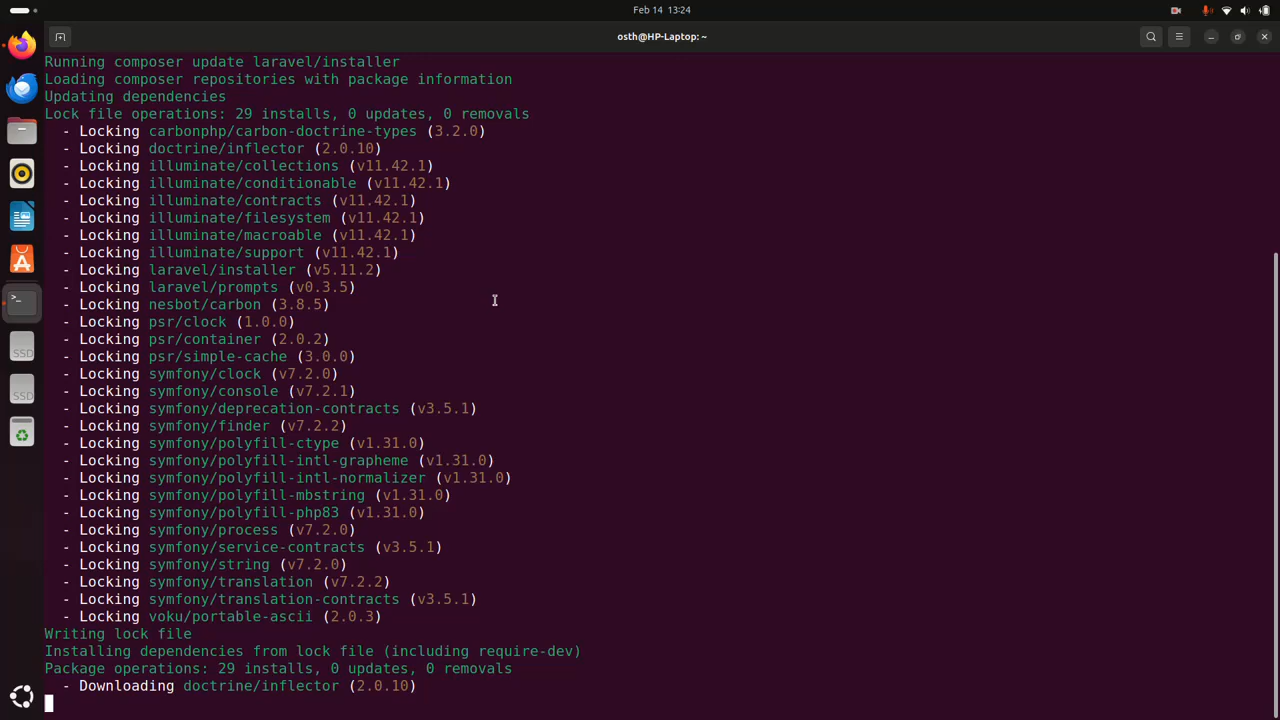 Feb 14 13:24
osth@HP-Laptop: ~
Running composer update laravel/installer
Loading composer repositories with package information
Updating dependencies
Lock file operations: 29 installs, 0 updates, 0 removals
- Locking carbonphp/carbon-doctrine-types (3.2.0)
- Locking doctrine/inflector (2.0.10)
- Locking illuminate/collections (v11.42.1)
- Locking illuminate/conditionable (v11.42.1)
- Locking illuminate/contracts (v11.42.1)
- Locking illuminate/filesystem (v11.42.1)
- Locking illuminate/macroable (v11.42.1)
- Locking illuminate/support (v11.42.1)
- Locking laravel/installer (v5.11.2)
- Locking laravel/prompts (v0.3.5)
- Locking nesbot/carbon (3.8.5)
- Locking psr/clock (1.0.0)
- Locking psr/container (2.0.2)
- Locking psr/simple-cache (3.0.0)
- Locking symfony/clock (v7.2.0)
- Locking symfony/console (v7.2.1)
- Locking symfony/deprecation-contracts (v3.5.1)
- Locking symfony/finder (v7.2.2)
- Locking symfony/polyfill-ctype (v1.31.0)
- Locking symfony/polyfill-intl-grapheme (v1.31.0)
- Locking symfony/polyfill-intl-normalizer (v1.31.0)
- Locking symfony/polyfill-mbstring (v1.31.0)
- Locking symfony/polyfill-php83 (v1.31.0)
- Locking symfony/process (v7.2.0)
- Locking symfony/service-contracts (v3.5.1)
- Locking symfony/string (v7.2.0)
- Locking symfony/translation (v7.2.2)
- Locking symfony/translation-contracts (v3.5.1)
- Locking voku/portable-ascii (2.0.3)
Writing lock file
Installing dependencies from lock file (including require-dev)
Package operations: 29 installs, 0 updates, 0 removals
- Downloading doctrine/inflector (2.0.10)
SSD
SSD